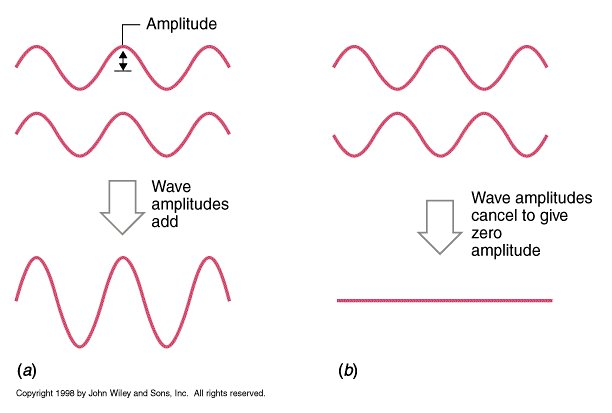 Amplitude
Wave
amplitudes
add
Wave amplitudes
cancel to give
zero
amplitude
(a)
(b)
Copyright 1998 by John Wiley and Sons, Inc. All rights reserved.